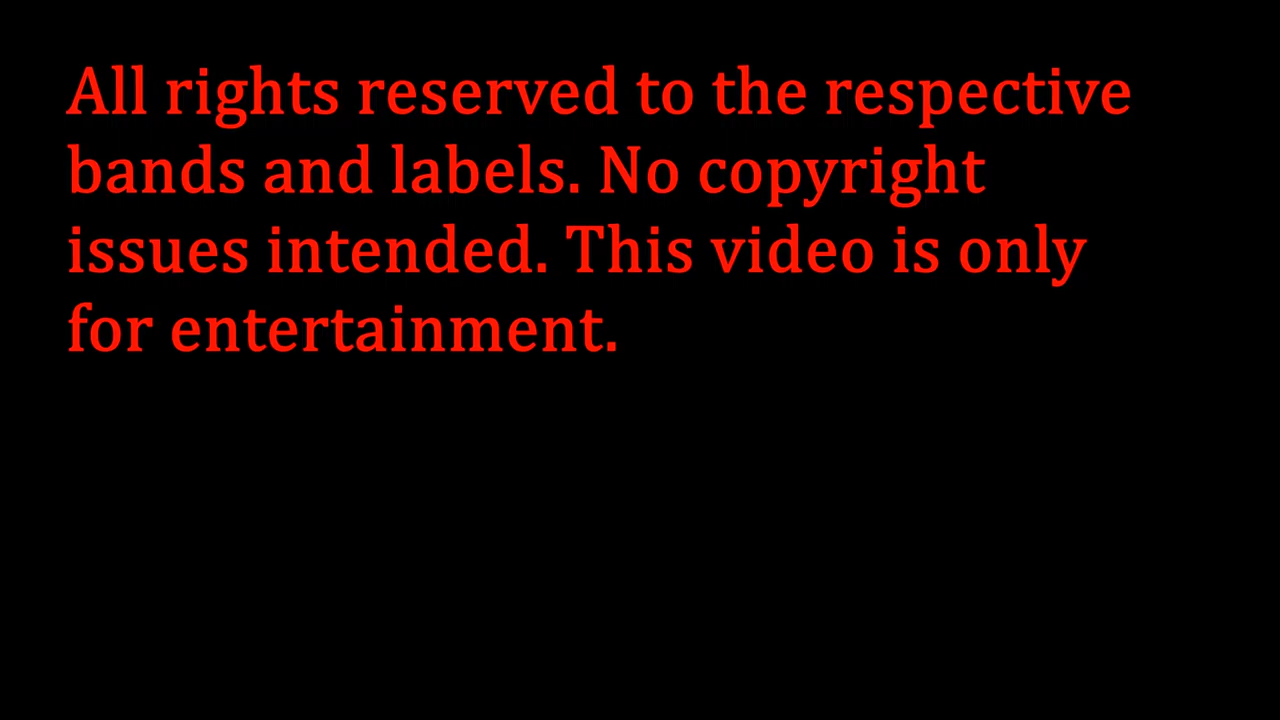 All rights reserved to the respective
bands and labels. No copyright
issues intended. This video is only
for entertainment.